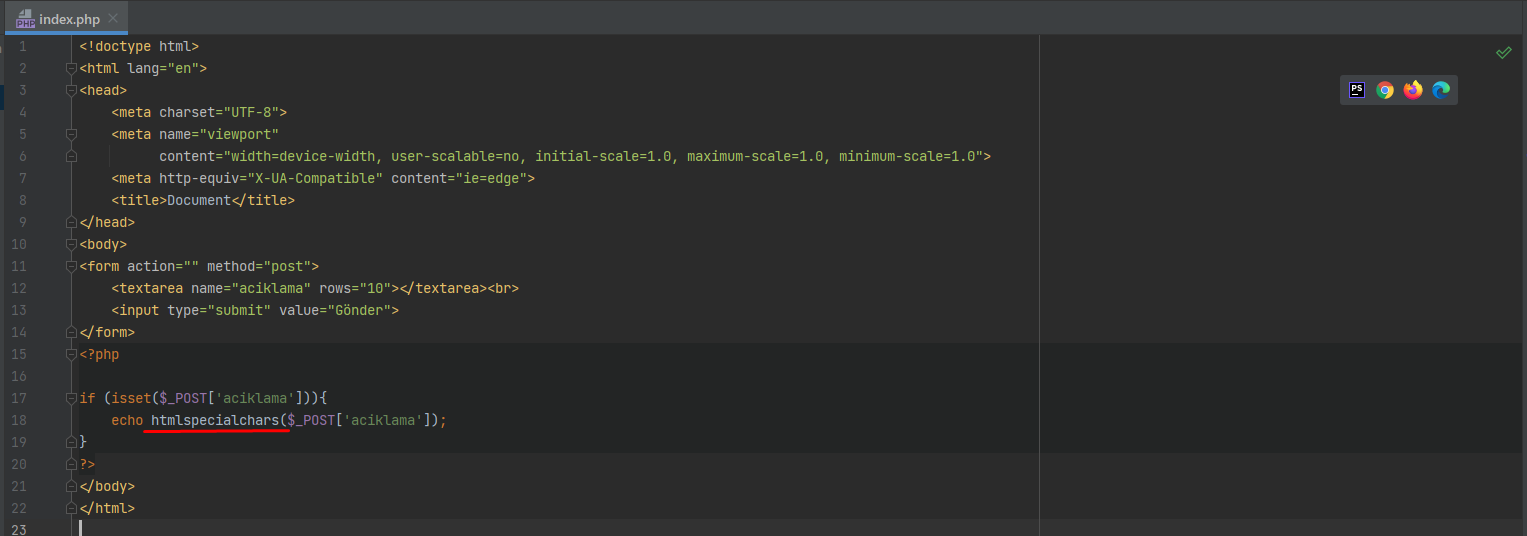 index.php
1 <!doctype html>
2 <html lang="en">
3 <head>
4 <meta charset="UTF-8">
5 <meta name="viewport"
6 content="width=device-width, user-scalable=no, initial-scale=1.0, maximum-scale=1.0, minimum-scale=1.0">
7 <meta http-equiv="X-UA-Compatible" content="ie=edge">
8 <title>Document</title>
9 </head>
10 <body>
11 <form action="" method="post">
12 <textarea name="aciklama" rows="10"></textarea><br>
13 <input type="submit" value="Gönder">
14 </form>
15 <?php
16
17 if (isset($_POST['aciklama'])){
18 echo htmlspecialchars($_POST['aciklama']);
19 }
20 ?>
21 </body>
22 </html>
23
PHP
PS